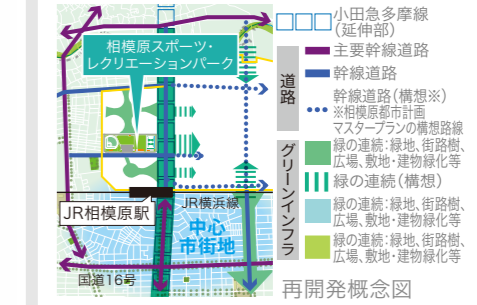 相模原スポーツ・
レクリエーションパーク
JR相模原駅
JR横浜線
中心
市街地
国道16号
小田急多摩線
(延伸部)
道路
主要幹線道路
幹線道路
幹線道路(構想※)
※相模原都市計画
マスタープランの構想路線
グリーンインフラ
緑の連続:緑地、街路樹、
広場、敷地・建物緑化等
緑の連続(構想)
緑の連続:緑地、街路樹、
広場、敷地・建物緑化等
緑の連続:緑地、街路樹、
広場、敷地・建物緑化等
再開発概念図